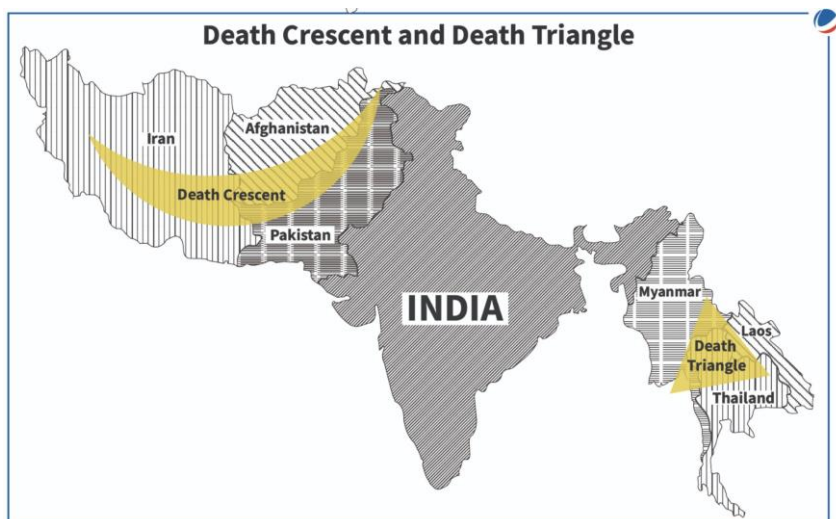 Death Crescent and Death Triangle
Iran
Afghanistan
Death Crescent
Pakistan
INDIA
Myanmar
Laos
Death
Triangle
Thailand